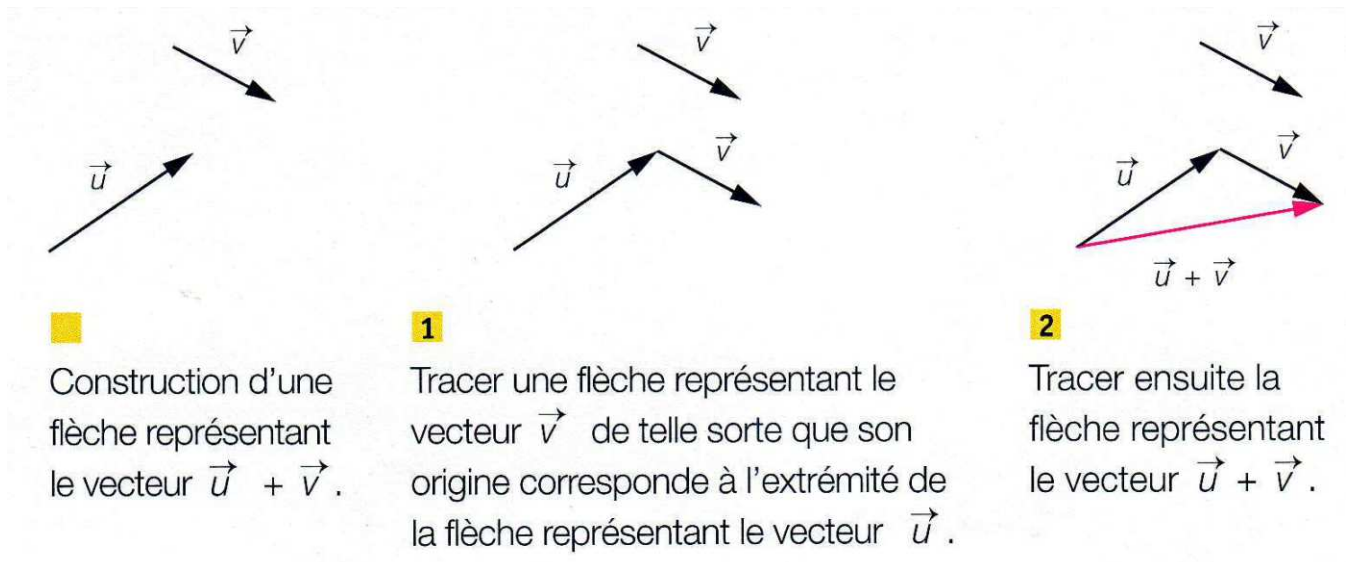 v⃗
u⃗
v⃗
u⃗
v⃗
v⃗
u⃗
v⃗
u⃗ + v⃗
Construction d’une
flèche représentant
le vecteur u⃗ + v⃗ .
1
Tracer une flèche représentant le
vecteur v⃗ de telle sorte que son
origine corresponde à l’extrémité de
la flèche représentant le vecteur u⃗ .
2
Tracer ensuite la
flèche représentant
le vecteur u⃗ + v⃗ .